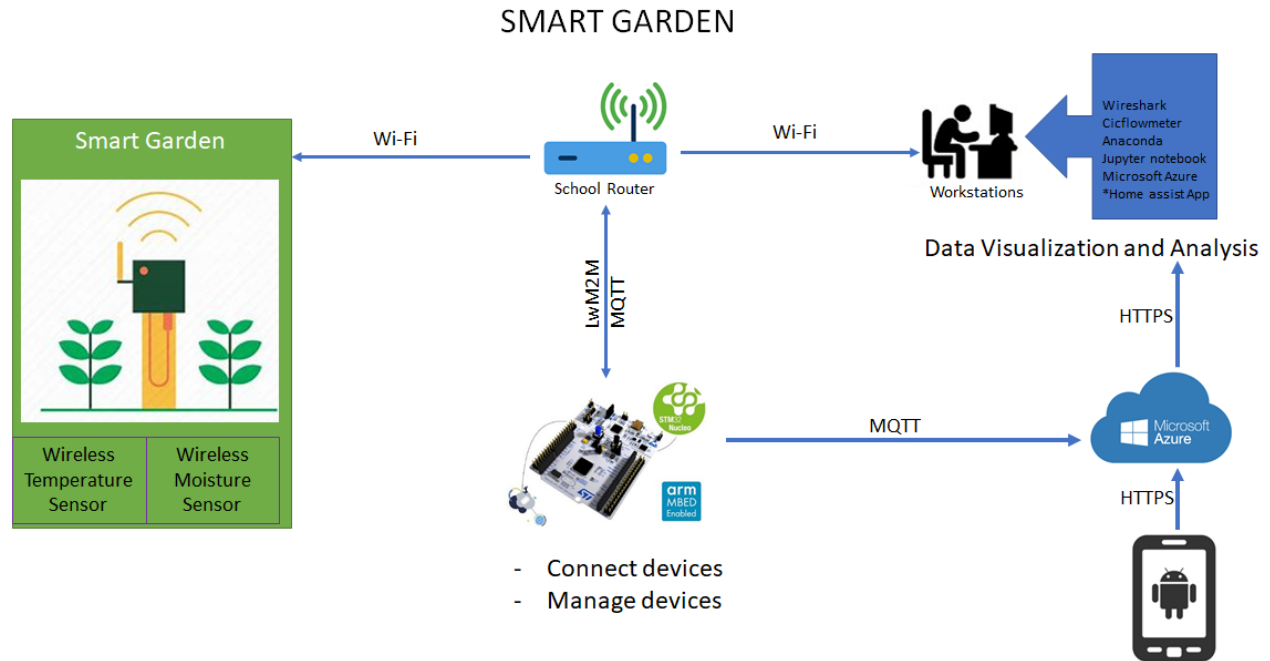 SMART GARDEN
Smart Garden
Wi-Fi
Wi-Fi
School Router
Workstations
Wireshark
Cicflowmeter
Anaconda
Jupyter notebook
Microsoft Azure
*Home assist App
Data Visualization and Analysis
LwM2M
MQTT
HTTPS
STM32
Nucleo
MQTT
Microsoft
Azure
Wireless
Temperature
Sensor
Wireless
Moisture
Sensor
arm
MBED
Enabled
HTTPS
- Connect devices
- Manage devices